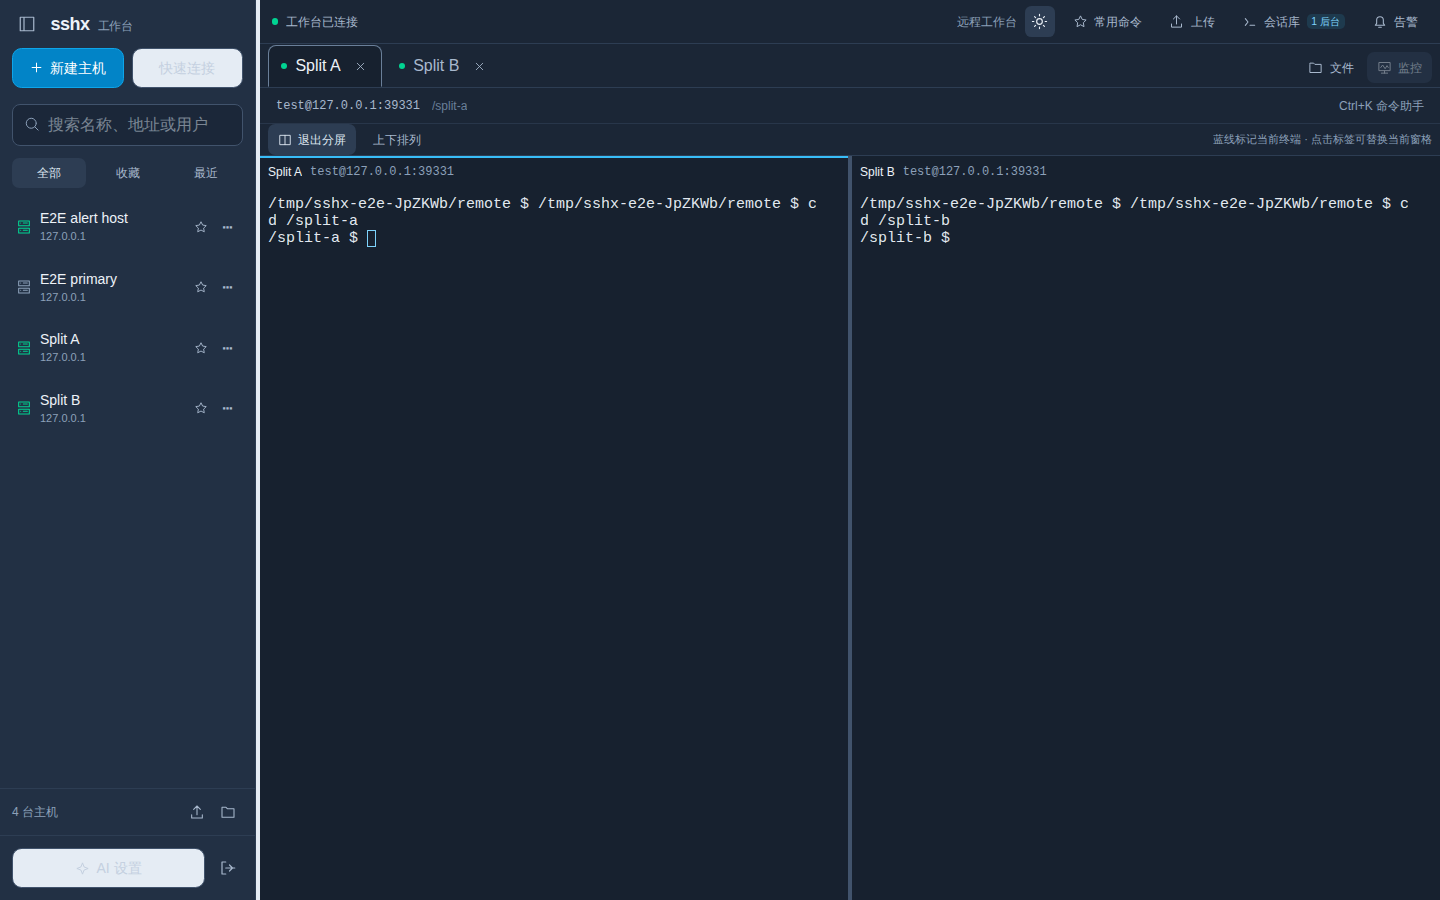 sshx 工作台
新建主机
快速连接
搜索名称、地址或用户
全部
收藏
最近
E2E alert host
127.0.0.1
E2E primary
127.0.0.1
Split A
127.0.0.1
Split B
127.0.0.1
4 台主机
AI 设置
工作台已连接
远程工作台
常用命令
上传
会话库 1 后台
告警
Split A
Split B
文件
监控
test@127.0.0.1:39331 /split-a
Ctrl+K 命令助手
退出分屏
上下排列
蓝线标记当前终端 · 点击标签可替换当前窗格
Split A test@127.0.0.1:39331
/tmp/sshx-e2e-JpZKWb/remote $ /tmp/sshx-e2e-JpZKWb/remote $ c
d /split-a
/split-a $
Split B test@127.0.0.1:39331
/tmp/sshx-e2e-JpZKWb/remote $ /tmp/sshx-e2e-JpZKWb/remote $ c
d /split-b
/split-b $